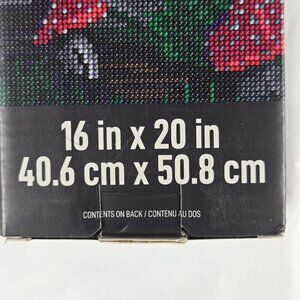 16 in x 20 in
40.6 cm x 50.8 cm
CONTENTS ON BACK / CONTENU AU DOS